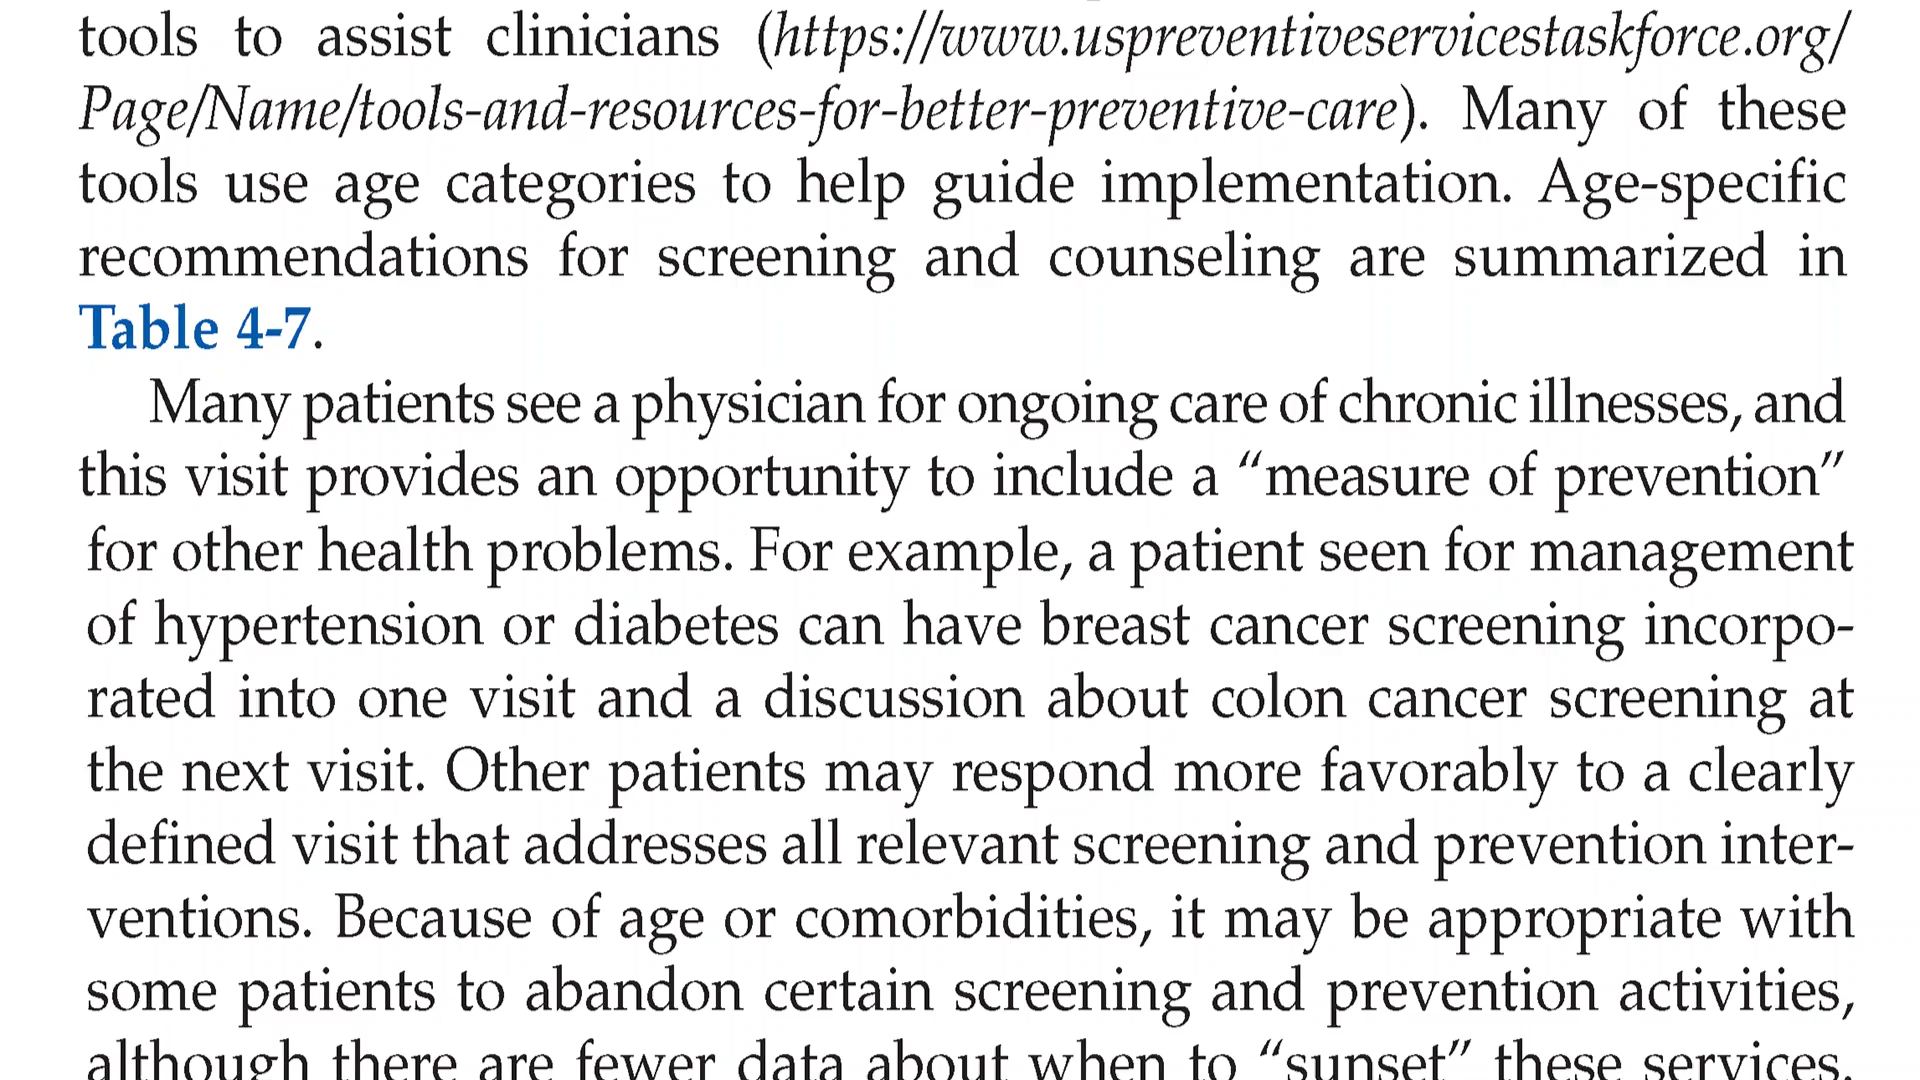 tools to assist clinicians (https://www.uspreventiveservicestaskforce.org/
Page/Name/tools-and-resources-for-better-preventive-care). Many of these
tools use age categories to help guide implementation. Age-specific
recommendations for screening and counseling are summarized in
Table 4-7.
Many patients see a physician for ongoing care of chronic illnesses, and
this visit provides an opportunity to include a “measure of prevention”
for other health problems. For example, a patient seen for management
of hypertension or diabetes can have breast cancer screening incorpo-
rated into one visit and a discussion about colon cancer screening at
the next visit. Other patients may respond more favorably to a clearly
defined visit that addresses all relevant screening and prevention inter-
ventions. Because of age or comorbidities, it may be appropriate with
some patients to abandon certain screening and prevention activities,
although there are fewer data about when to “sunset” these services.